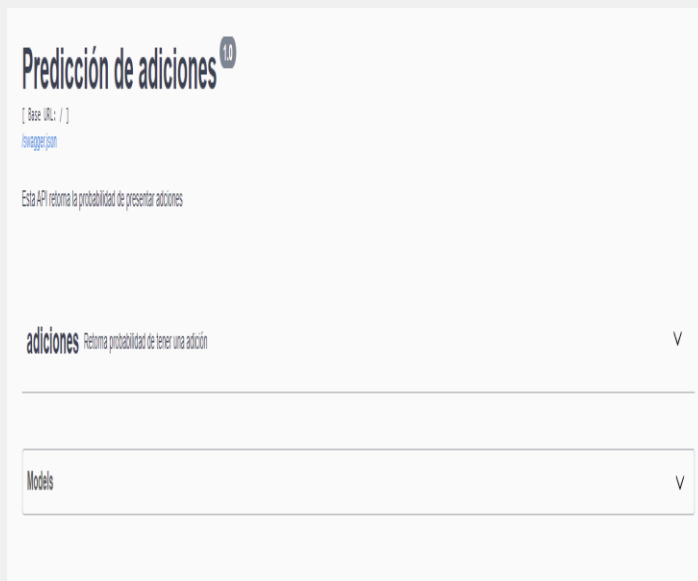 Predicción de adiciones 1.0
[ Base URL: / ]
/swagger.json
Esta API retorna la probabilidad de presentar adciones
adiciones Retorna probabilidad de tener una adición
Models